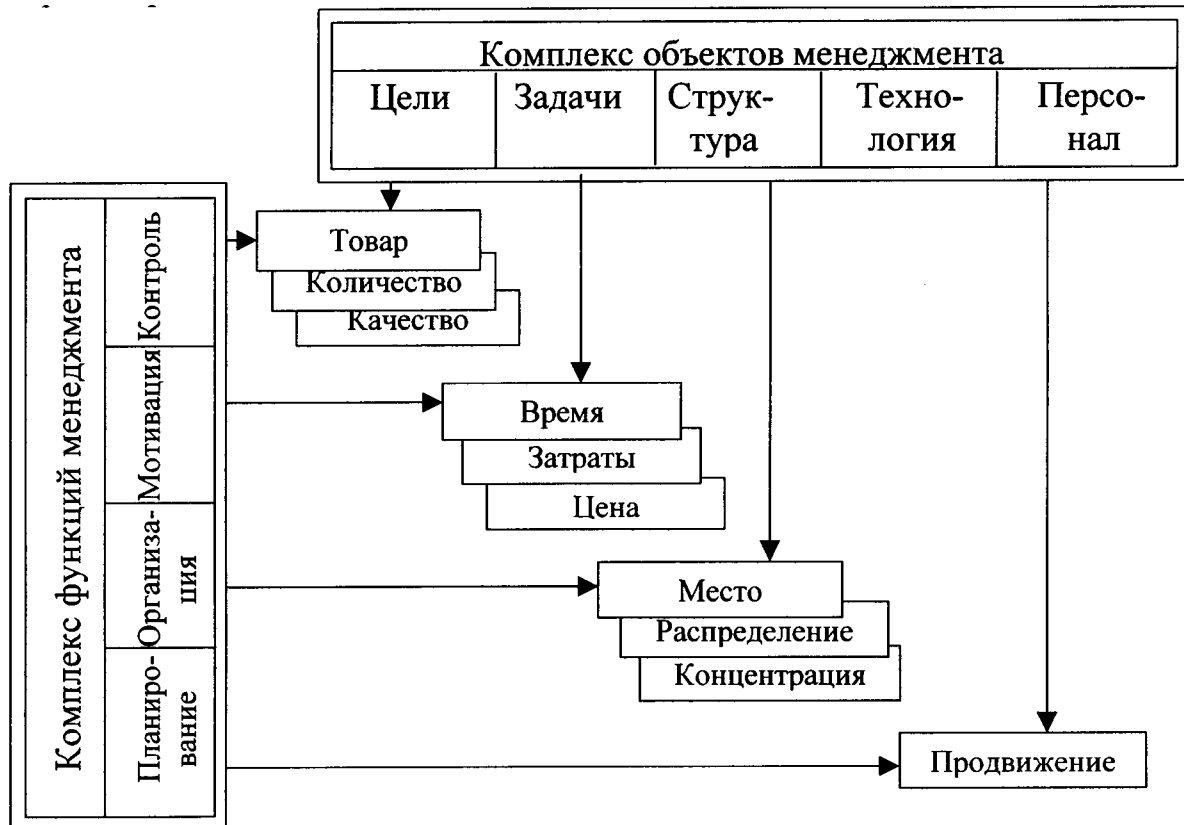 Комплекс объектов менеджмента
Цели
Задачи
Струк-
тура
Техно-
логия
Персо-
нал
Комплекс функций менеджмента
Контроль
Мотивация
Организа-
ция
Планиро-
вание
Товар
Количество
Качество
Время
Затраты
Цена
Место
Распределение
Концентрация
Продвижение